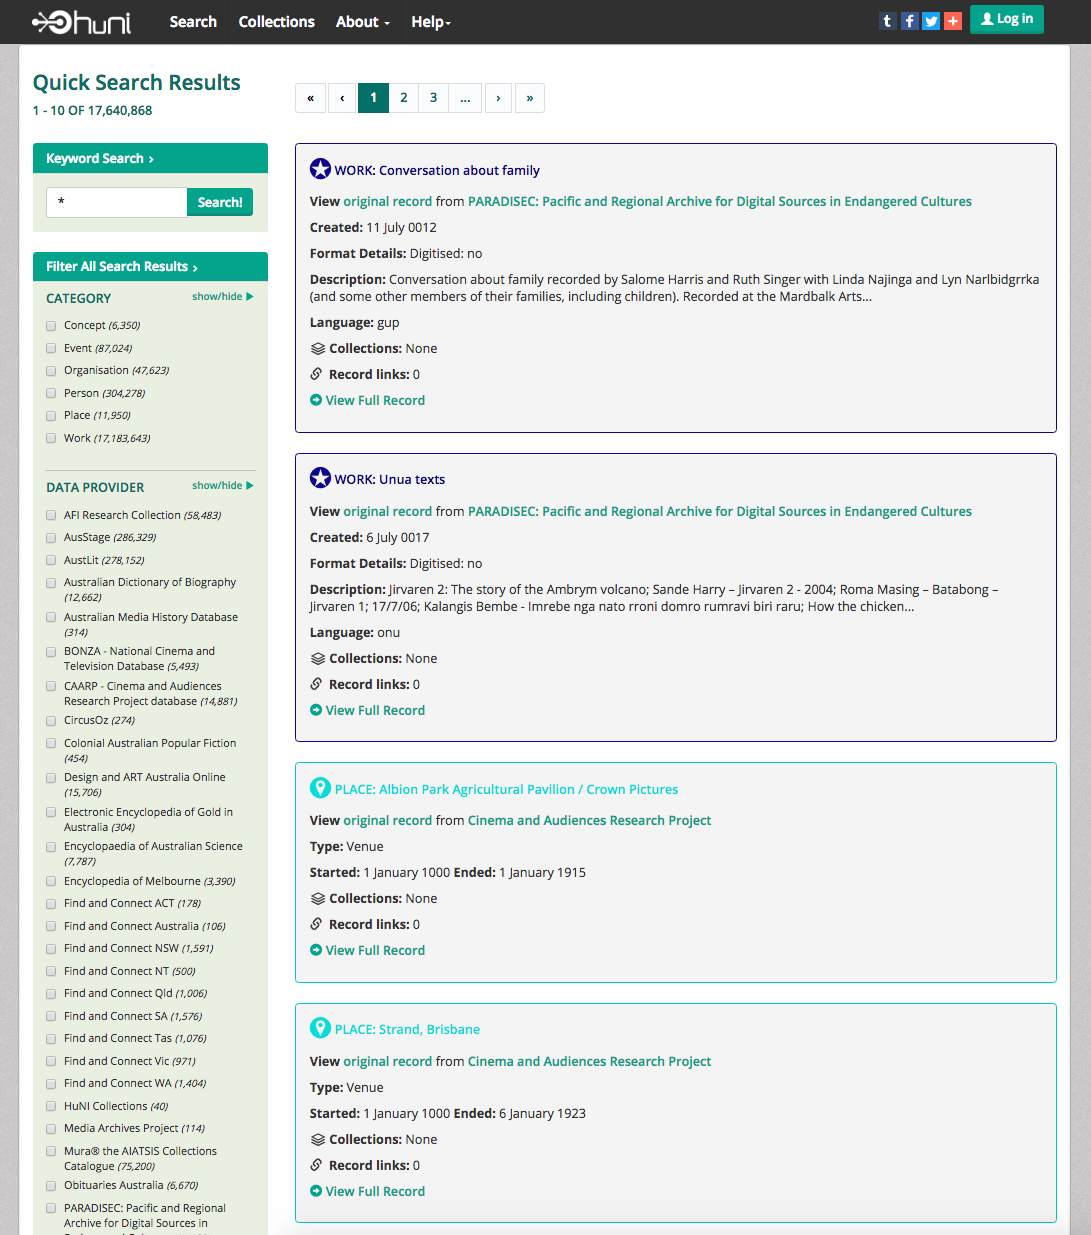 huni
Search Collections About Help
t f + Log in
Quick Search Results
1 - 10 OF 17,640,868
« ‹ 1 2 3 ... › »
Keyword Search ›
* Search!
Filter All Search Results ›
CATEGORY show/hide
Concept (6,350)
Event (87,024)
Organisation (47,623)
Person (304,278)
Place (11,950)
Work (17,183,643)
DATA PROVIDER show/hide
AFI Research Collection (58,483)
AusStage (286,329)
AustLit (278,152)
Australian Dictionary of Biography
(12,662)
Australian Media History Database
(314)
BONZA - National Cinema and
Television Database (5,493)
CAARP - Cinema and Audiences
Research Project database (14,881)
CircusOz (274)
Colonial Australian Popular Fiction
(454)
Design and ART Australia Online
(15,706)
Electronic Encyclopedia of Gold in
Australia (304)
Encyclopaedia of Australian Science
(7,787)
Encyclopedia of Melbourne (3,390)
Find and Connect ACT (178)
Find and Connect Australia (106)
Find and Connect NSW (1,591)
Find and Connect NT (500)
Find and Connect Qld (1,006)
Find and Connect SA (1,576)
Find and Connect Tas (1,076)
Find and Connect Vic (971)
Find and Connect WA (1,404)
HuNI Collections (40)
Media Archives Project (114)
Mura® the AIATSIS Collections
Catalogue (75,200)
Obituaries Australia (6,670)
PARADISEC: Pacific and Regional
Archive for Digital Sources in
WORK: Conversation about family
View original record from PARADISEC: Pacific and Regional Archive for Digital Sources in Endangered Cultures
Created: 11 July 0012
Format Details: Digitised: no
Description: Conversation about family recorded by Salome Harris and Ruth Singer with Linda Najinga and Lyn Narlbidgrrka
(and some other members of their families, including children). Recorded at the Mardbalk Arts...
Language: gup
Collections: None
Record links: 0
View Full Record
WORK: Unua texts
View original record from PARADISEC: Pacific and Regional Archive for Digital Sources in Endangered Cultures
Created: 6 July 0017
Format Details: Digitised: no
Description: Jirvaren 2: The story of the Ambrym volcano; Sande Harry – Jirvaren 2 - 2004; Roma Masing – Batabong –
Jirvaren 1; 17/7/06; Kalangis Bembe - Imrebe nga nato rroni domro rumravi biri raru; How the chicken...
Language: onu
Collections: None
Record links: 0
View Full Record
PLACE: Albion Park Agricultural Pavilion / Crown Pictures
View original record from Cinema and Audiences Research Project
Type: Venue
Started: 1 January 1000 Ended: 1 January 1915
Collections: None
Record links: 0
View Full Record
PLACE: Strand, Brisbane
View original record from Cinema and Audiences Research Project
Type: Venue
Started: 1 January 1000 Ended: 6 January 1923
Collections: None
Record links: 0
View Full Record